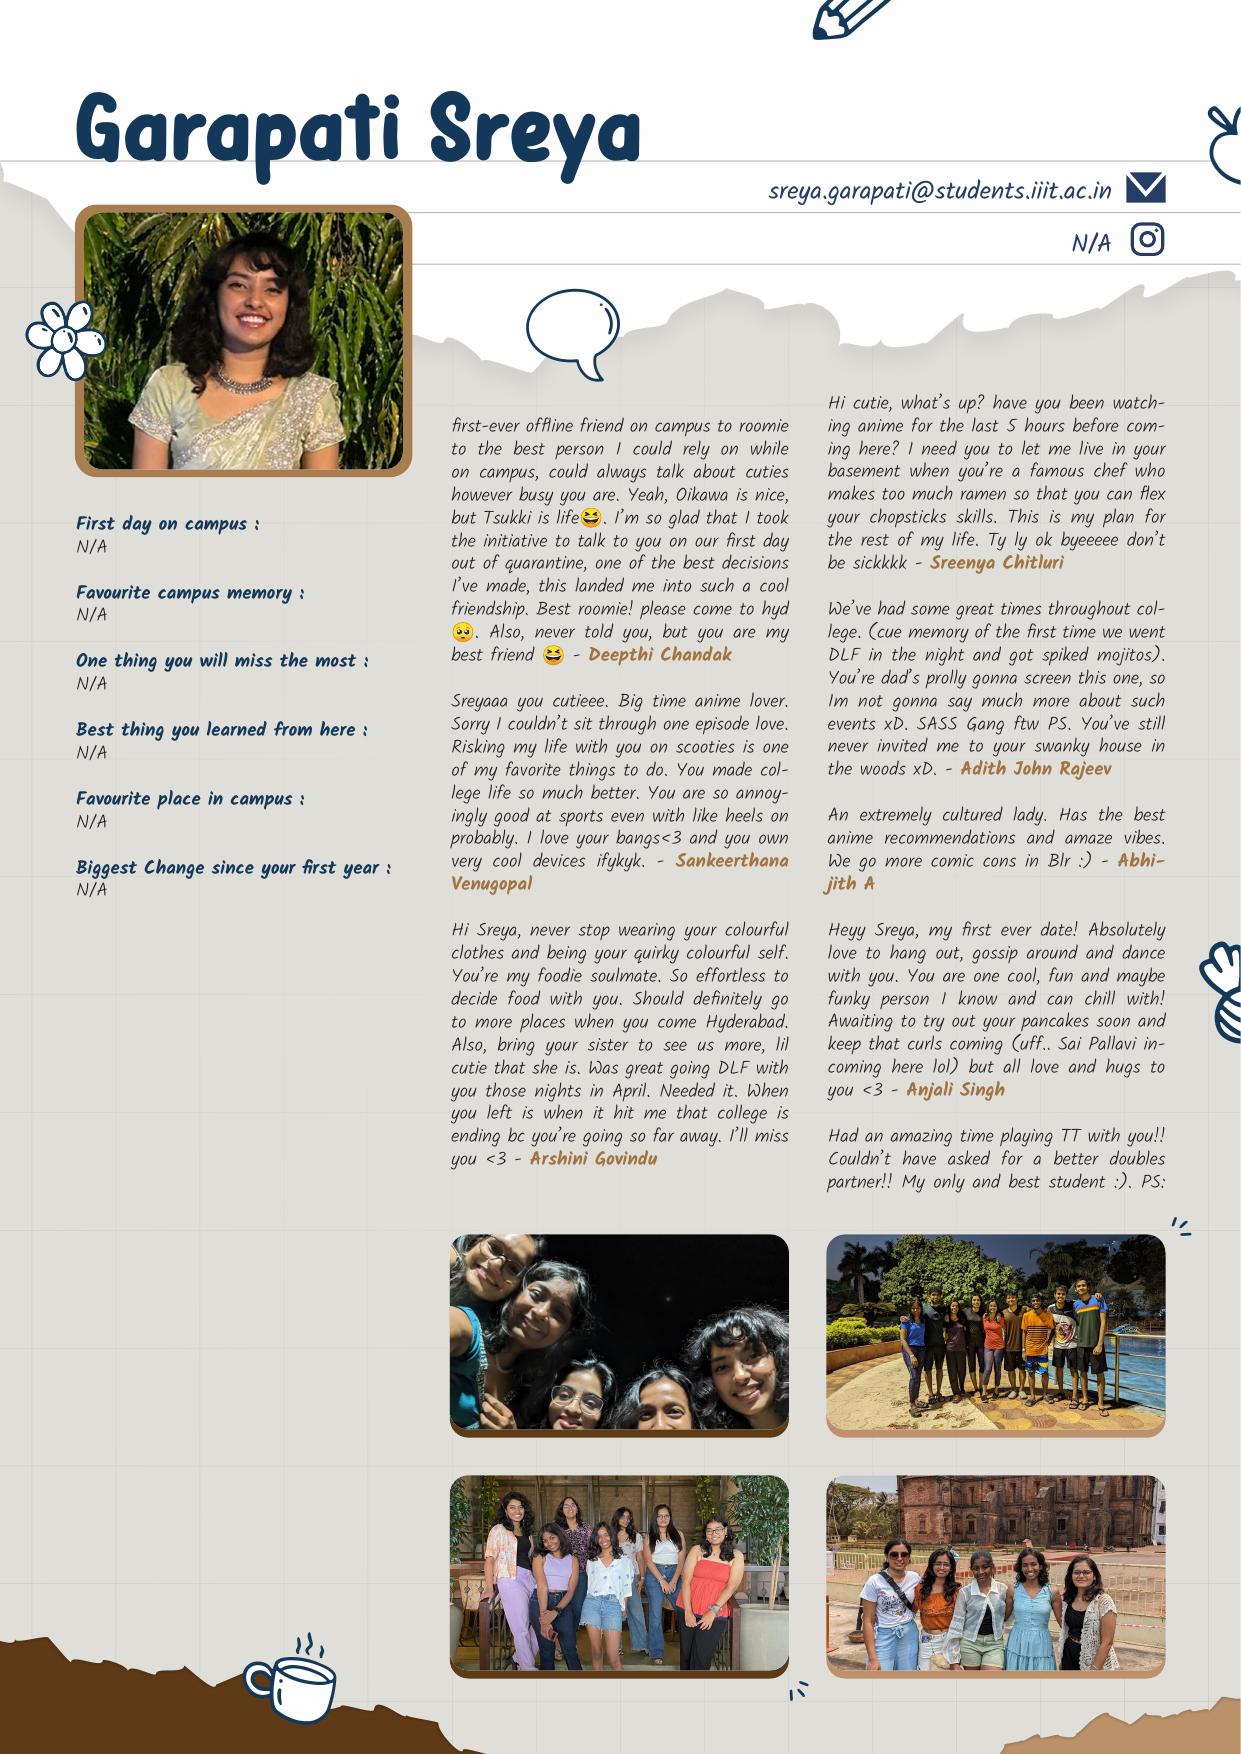 Garapati Sreya
sreya.garapati@students.iiit.ac.in
N/A
First day on campus :
N/A
Favourite campus memory :
N/A
One thing you will miss the most :
N/A
Best thing you learned from here :
N/A
Favourite place in campus :
N/A
Biggest Change since your first year :
N/A
first-ever offline friend on campus to roomie
to the best person I could rely on while
on campus, could always talk about cuties
however busy you are. Yeah, Oikawa is nice,
but Tsukki is life😆. I'm so glad that I took
the initiative to talk to you on our first day
out of quarantine, one of the best decisions
I've made, this landed me into such a cool
friendship. Best roomie! please come to hyd
🥺. Also, never told you, but you are my
best friend 😆 - Deepthi Chandak
Sreyaaa you cutieee. Big time anime lover.
Sorry I couldn't sit through one episode love.
Risking my life with you on scooties is one
of my favorite things to do. You made col-
lege life so much better. You are so annoy-
ingly good at sports even with like heels on
probably. I love your bangs<3 and you own
very cool devices ifykyk. - Sankeerthana
Venugopal
Hi Sreya, never stop wearing your colourful
clothes and being your quirky colourful self.
You're my foodie soulmate. So effortless to
decide food with you. Should definitely go
to more places when you come Hyderabad.
Also, bring your sister to see us more, lil
cutie that she is. Was great going DLF with
you those nights in April. Needed it. When
you left is when it hit me that college is
ending bc you're going so far away. I'll miss
you <3 - Arshini Govindu
Hi cutie, what's up? have you been watch-
ing anime for the last 5 hours before com-
ing here? I need you to let me live in your
basement when you're a famous chef who
makes too much ramen so that you can flex
your chopsticks skills. This is my plan for
the rest of my life. Ty ly ok byeeeee don't
be sickkkk - Sreenya Chitluri
We've had some great times throughout col-
lege. (cue memory of the first time we went
DLF in the night and got spiked mojitos).
You're dad's prolly gonna screen this one, so
Im not gonna say much more about such
events xD. SASS Gang ftw PS. You've still
never invited me to your swanky house in
the woods xD. - Adith John Rajeev
An extremely cultured lady. Has the best
anime recommendations and amaze vibes.
We go more comic cons in Blr :) - Abhi-
jith A
Heyy Sreya, my first ever date! Absolutely
love to hang out, gossip around and dance
with you. You are one cool, fun and maybe
funky person I know and can chill with!
Awaiting to try out your pancakes soon and
keep that curls coming (uff.. Sai Pallavi in-
coming here lol) but all love and hugs to
you <3 - Anjali Singh
Had an amazing time playing TT with you!!
Couldn't have asked for a better doubles
partner!! My only and best student :). PS: